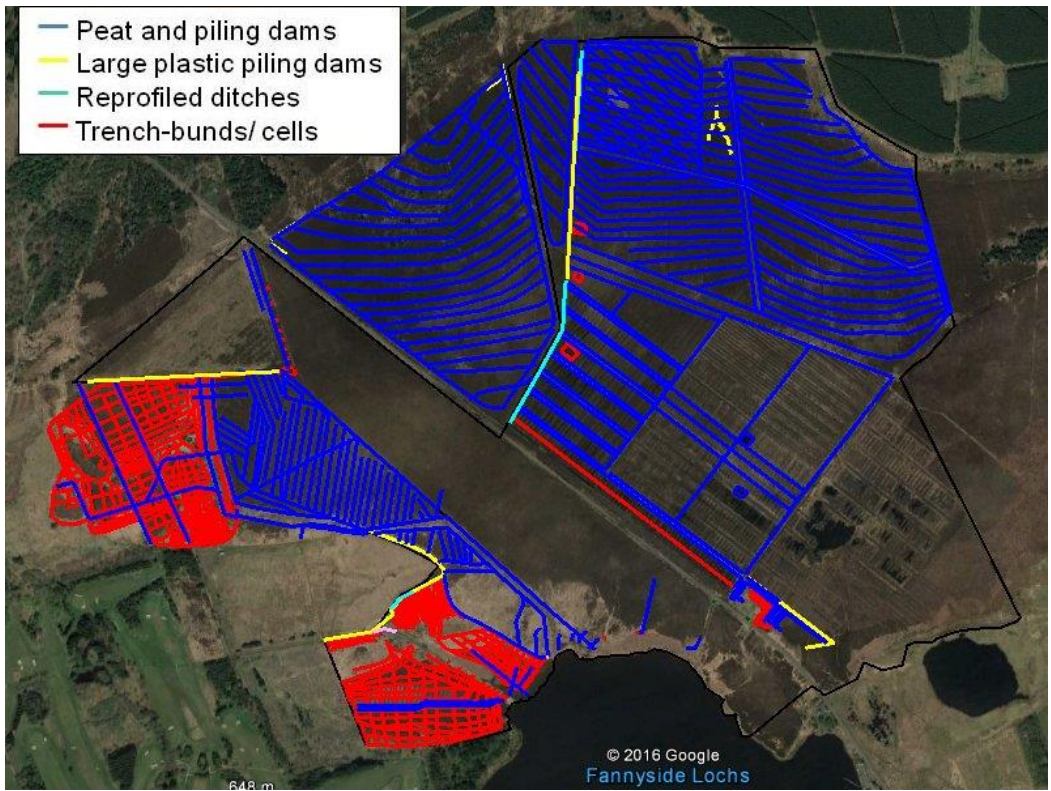 Peat and piling dams
Large plastic piling dams
Reprofiled ditches
Trench-bunds/ cells
© 2016 Google
Fannyside Lochs
648 m